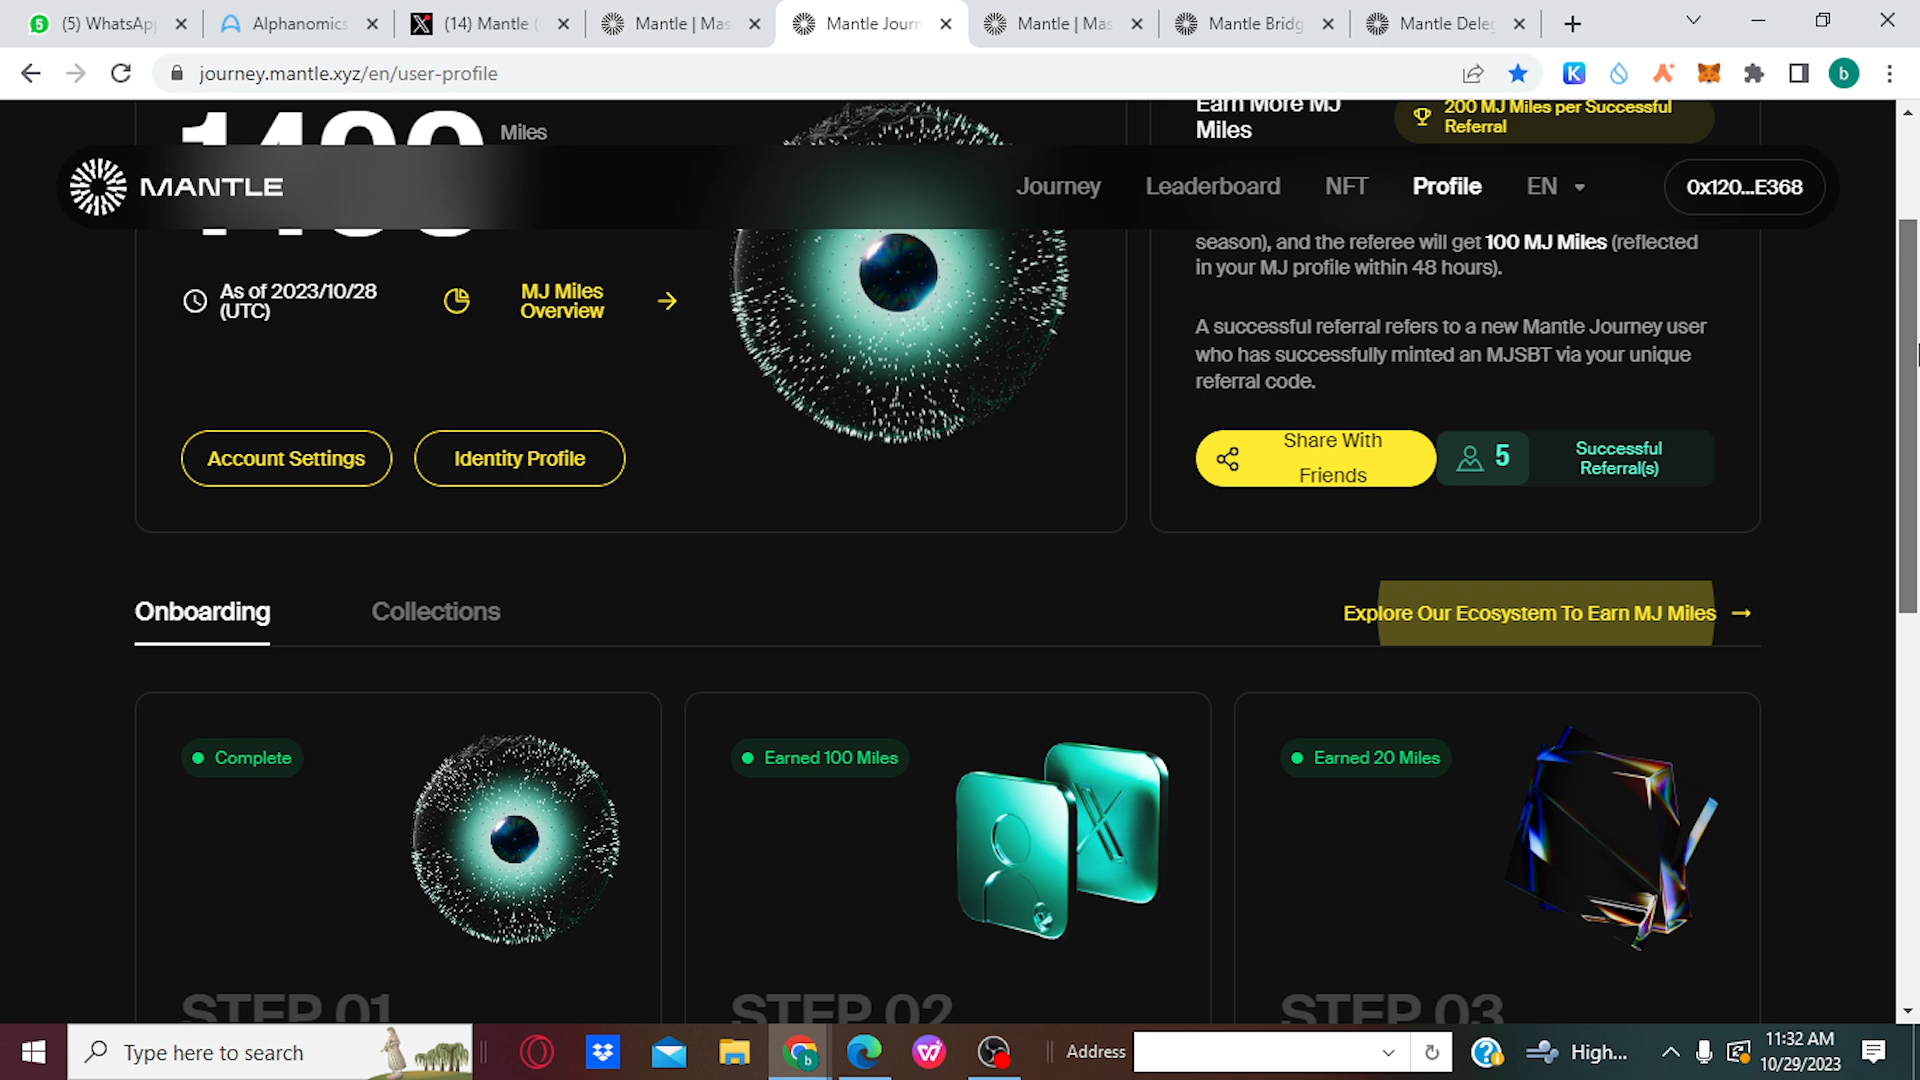 (5) WhatsApp
Alphanomics
(14) Mantle (
Mantle | Mas
Mantle Journ
Mantle | Mas
Mantle Bridg
Mantle Deleg
journey.mantle.xyz/en/user-profile
b
Miles
Earn More MJ
Miles
200 MJ Miles per Successful
Referral
MANTLE
Journey
Leaderboard
NFT
Profile
EN
0x120...E368
season), and the referee will get 100 MJ Miles (reflected
in your MJ profile within 48 hours).
As of 2023/10/28
(UTC)
MJ Miles
Overview
A successful referral refers to a new Mantle Journey user
who has successfully minted an MJSBT via your unique
referral code.
Account Settings
Identity Profile
Share With
Friends
5
Successful
Referral(s)
Onboarding
Collections
Explore Our Ecosystem To Earn MJ Miles
Complete
Earned 100 Miles
Earned 20 Miles
STEP 01
STEP 02
STEP 03
Type here to search
Address
High...
11:32 AM
10/29/2023